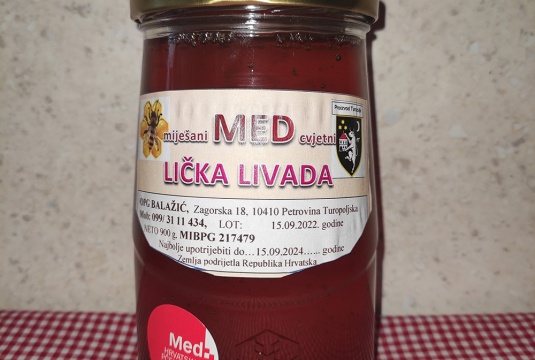 miješani MED cvjetni
LIČKA LIVADA
OPG BALAŽIĆ, Zagorska 18, 10410 Petrovina Turopoljska
Mob: 099/ 31 11 434, LOT: 15.09.2022. godine
NETO 900 g, MIBPG 217479
Najbolje upotrijebiti do… 15.09.2024…... godine
Zemlja podrijetla Republika Hrvatska
Med